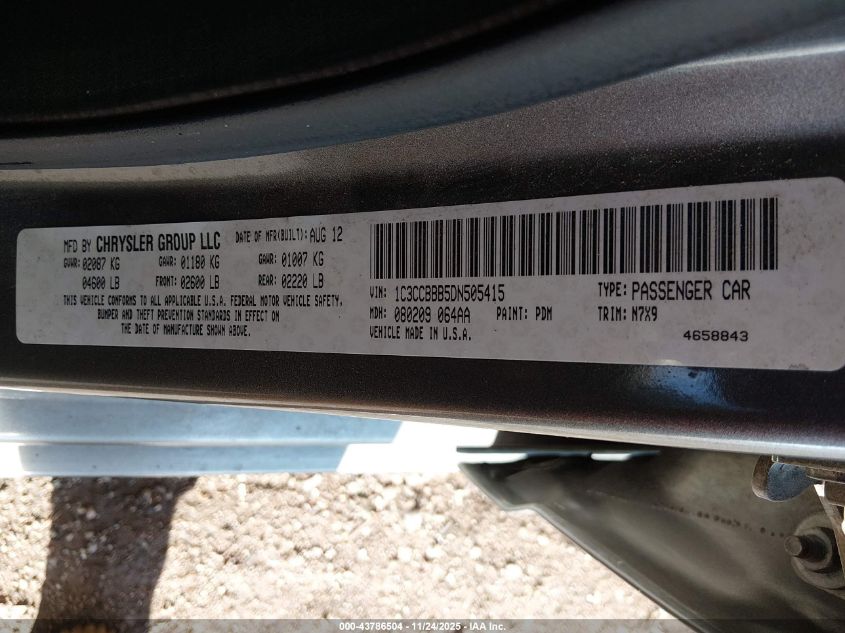 MFD BY CHRYSLER GROUP LLC DATE OF MFR(BUILT): AUG 12
GVWR: 02087 KG GAWR: 01180 KG GAWR: 01007 KG
04600 LB FRONT: 02600 LB REAR: 02220 LB
THIS VEHICLE CONFORMS TO ALL APPLICABLE U.S.A. FEDERAL MOTOR VEHICLE SAFETY,
BUMPER AND THEFT PREVENTION STANDARDS IN EFFECT ON
THE DATE OF MANUFACTURE SHOWN ABOVE.
VIN: 1C3CCBBB5DN505415 TYPE: PASSENGER CAR
MDH: 080209 064AA PAINT: PDM TRIM: N7X9
VEHICLE MADE IN U.S.A. 4658843
000-43786504 • 11/24/2025 • IAA Inc.